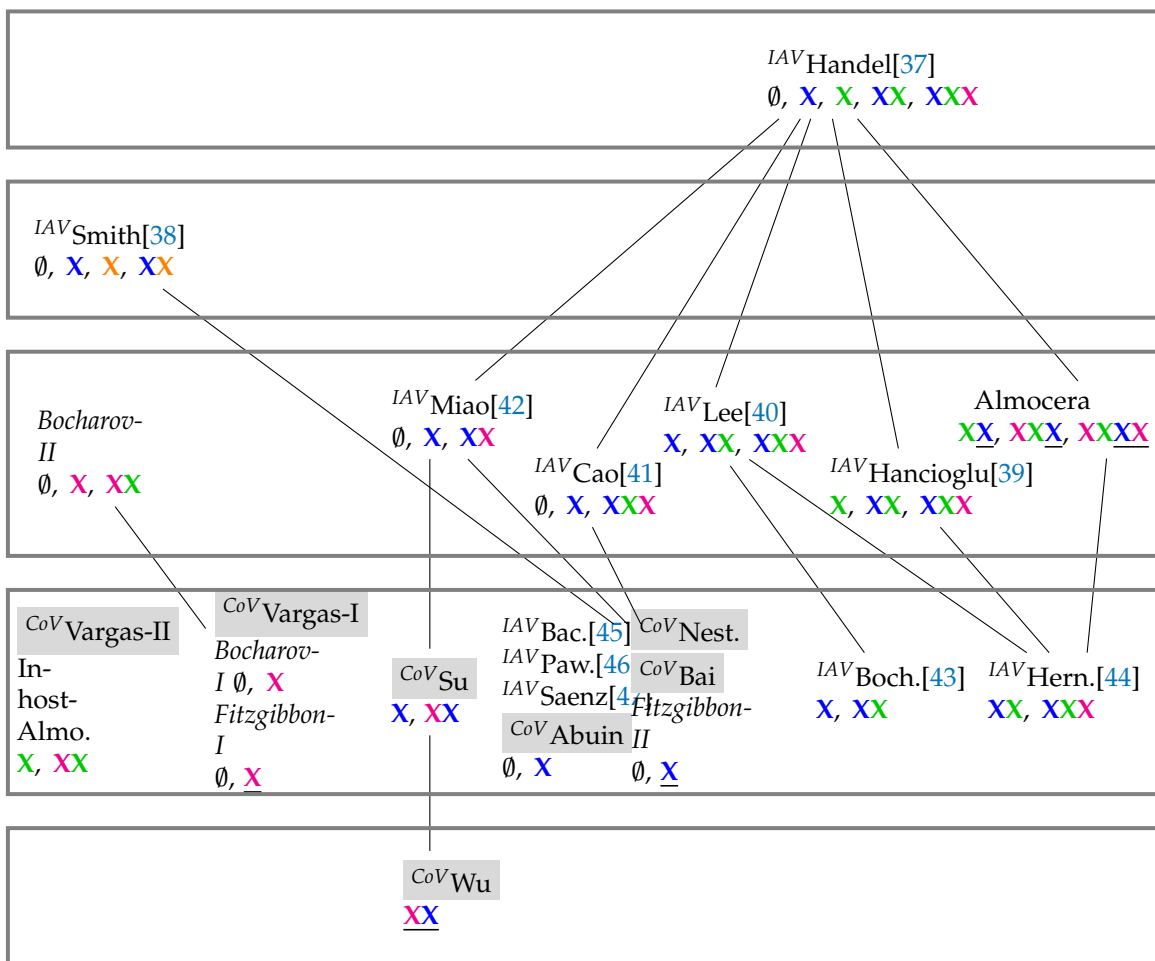 IAVHandel[37]
∅, X, X, XX, XXX
IAVSmith[38]
∅, X, X, XX
Bocharov-
II
∅, X, XX
IAVMiao[42]
∅, X, XX
IAVCao[41]
∅, X, XXX
IAVLee[40]
X, XX, XXX
IAVHancioglu[39]
X, XX, XXX
Almocera
XX, XXX, XXXX
CoVVargas-II
In-
host-
Almo.
X, XX
CoVVargas-I
Bocharov-
I ∅, X
Fitzgibbon-
I
∅, X
CoVSu
X, XX
IAVBac.[45]
IAVPaw.[46
IAVSaenz[47]
CoVAbuin
∅, X
CoVNest.
CoVBai
Fitzgibbon-
II
∅, X
IAVBoch.[43]
X, XX
IAVHern.[44]
XX, XXX
CoVWu
XX